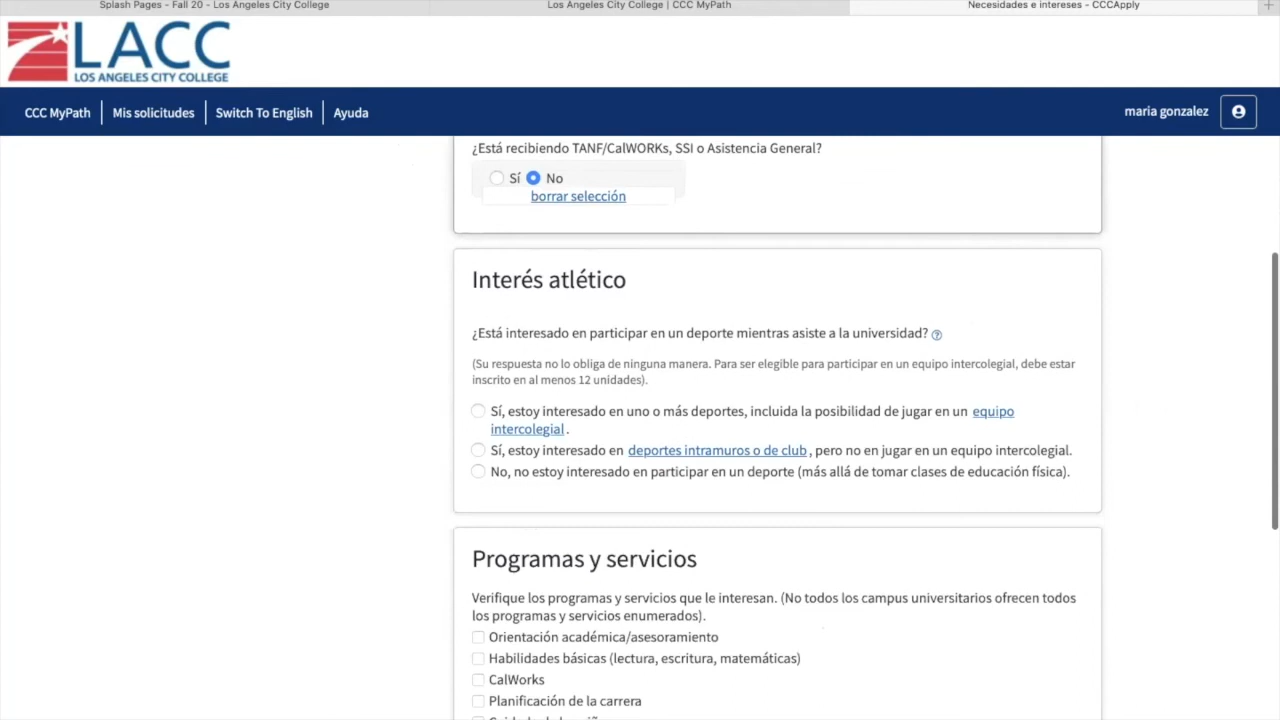 Splash Pages - Fall 20 - Los Angeles City College
Los Angeles City College | CCC MyPath
Necesidades e intereses - CCCApply
LACC
LOS ANGELES CITY COLLEGE
CCC MyPath
Mis solicitudes
Switch To English
Ayuda
maria gonzalez
¿Está recibiendo TANF/CalWORKs, SSI o Asistencia General?
Sí No
borrar selección
Interés atlético
¿Está interesado en participar en un deporte mientras asiste a la universidad?
(Su respuesta no lo obliga de ninguna manera. Para ser elegible para participar en un equipo intercolegial, debe estar
inscrito en al menos 12 unidades).
Sí, estoy interesado en uno o más deportes, incluida la posibilidad de jugar en un equipo
intercolegial.
Sí, estoy interesado en deportes intramuros o de club, pero no en jugar en un equipo intercolegial.
No, no estoy interesado en participar en un deporte (más allá de tomar clases de educación física).
Programas y servicios
Verifique los programas y servicios que le interesan. (No todos los campus universitarios ofrecen todos
los programas y servicios enumerados).
Orientación académica/asesoramiento
Habilidades básicas (lectura, escritura, matemáticas)
CalWorks
Planificación de la carrera